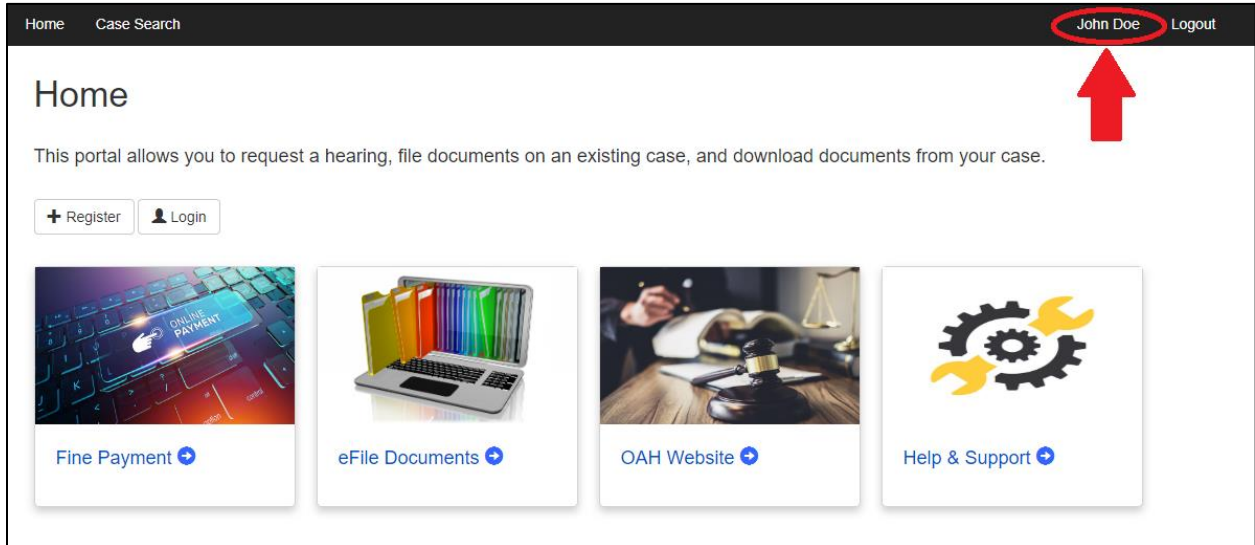 Home Case Search John Doe Logout
Home
This portal allows you to request a hearing, file documents on an existing case, and download documents from your case.
+ Register Login
ONLINE
PAYMENT
control
Fine Payment
eFile Documents
OAH Website
Help & Support